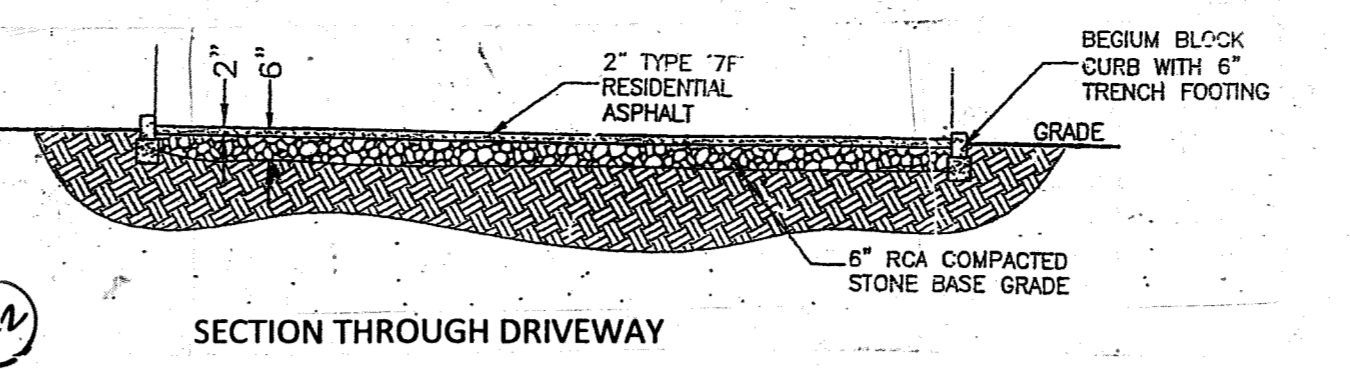 2"
6"
2" TYPE '7F'
RESIDENTIAL
ASPHALT
BEGIUM BLOCK
CURB WITH 6"
TRENCH FOOTING
GRADE
6" RCA COMPACTED
STONE BASE GRADE
SECTION THROUGH DRIVEWAY